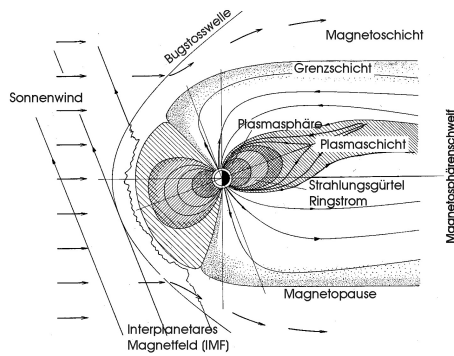 Bugstosswelle
Magnetoschicht
Grenzschicht
Sonnenwind
Plasmasphäre
Plasmaschicht
Strahlungsgürtel
Ringstrom
Magnetosphärenschweif
Magnetopause
Interplanetares
Magnetfeld (IMF)